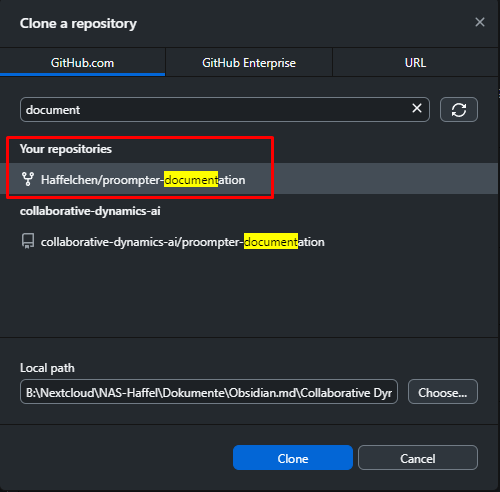 Clone a repository
GitHub.com
GitHub Enterprise
URL
document
Your repositories
Haffelchen/proompter-documentation
collaborative-dynamics-ai
collaborative-dynamics-ai/proompter-documentation
Local path
B:\Nextcloud\NAS-Haffel\Dokumente\Obsidian.md\Collaborative Dyr
Choose...
Clone
Cancel